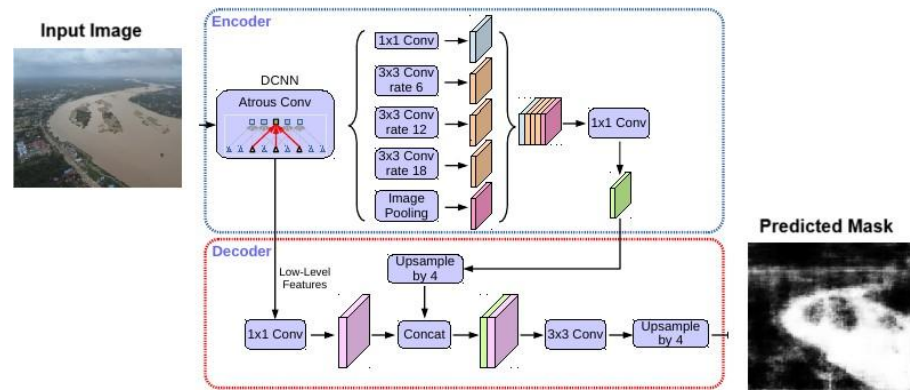 Input Image
Encoder
DCNN
Atrous Conv
1x1 Conv
3x3 Conv
rate 6
3x3 Conv
rate 12
3x3 Conv
rate 18
Image
Pooling
1x1 Conv
Decoder
Low-Level
Features
Upsample
by 4
1x1 Conv
Concat
3x3 Conv
Upsample
by 4
Predicted Mask